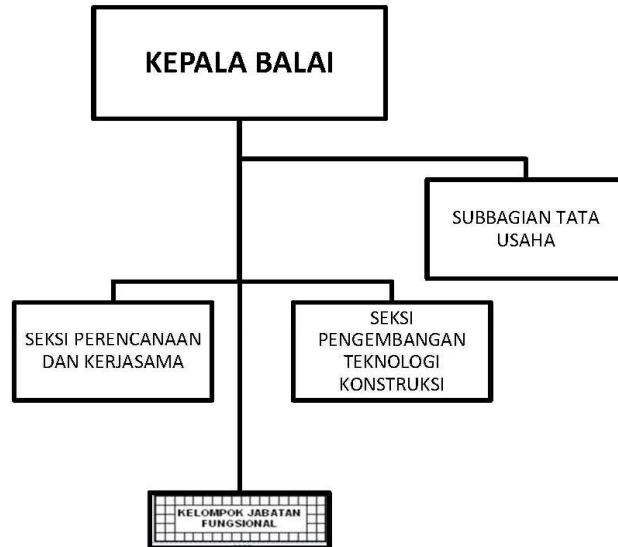 KEPALA BALAI
SUBBAGIAN TATA
USAHA
SEKSI PERENCANAAN
DAN KERJASAMA
SEKSI
PENGEMBANGAN
TEKNOLOGI
KONSTRUKSI
KELOMPOK JABATAN
FUNGSIONAL